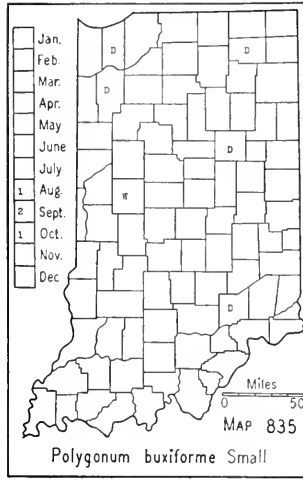 Jan.
Feb.
Mar.
Apr.
May
June
July
1 Aug.
2 Sept.
1 Oct.
Nov.
Dec
D
D
D
D
W
D
Miles
0 50
MAP 835
Polygonum buxiforme Small